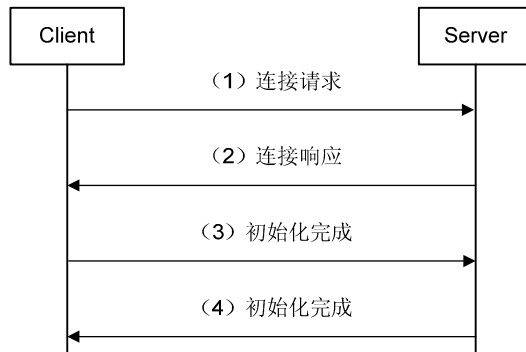 Client
Server
（1）连接请求
（2）连接响应
（3）初始化完成
（4）初始化完成